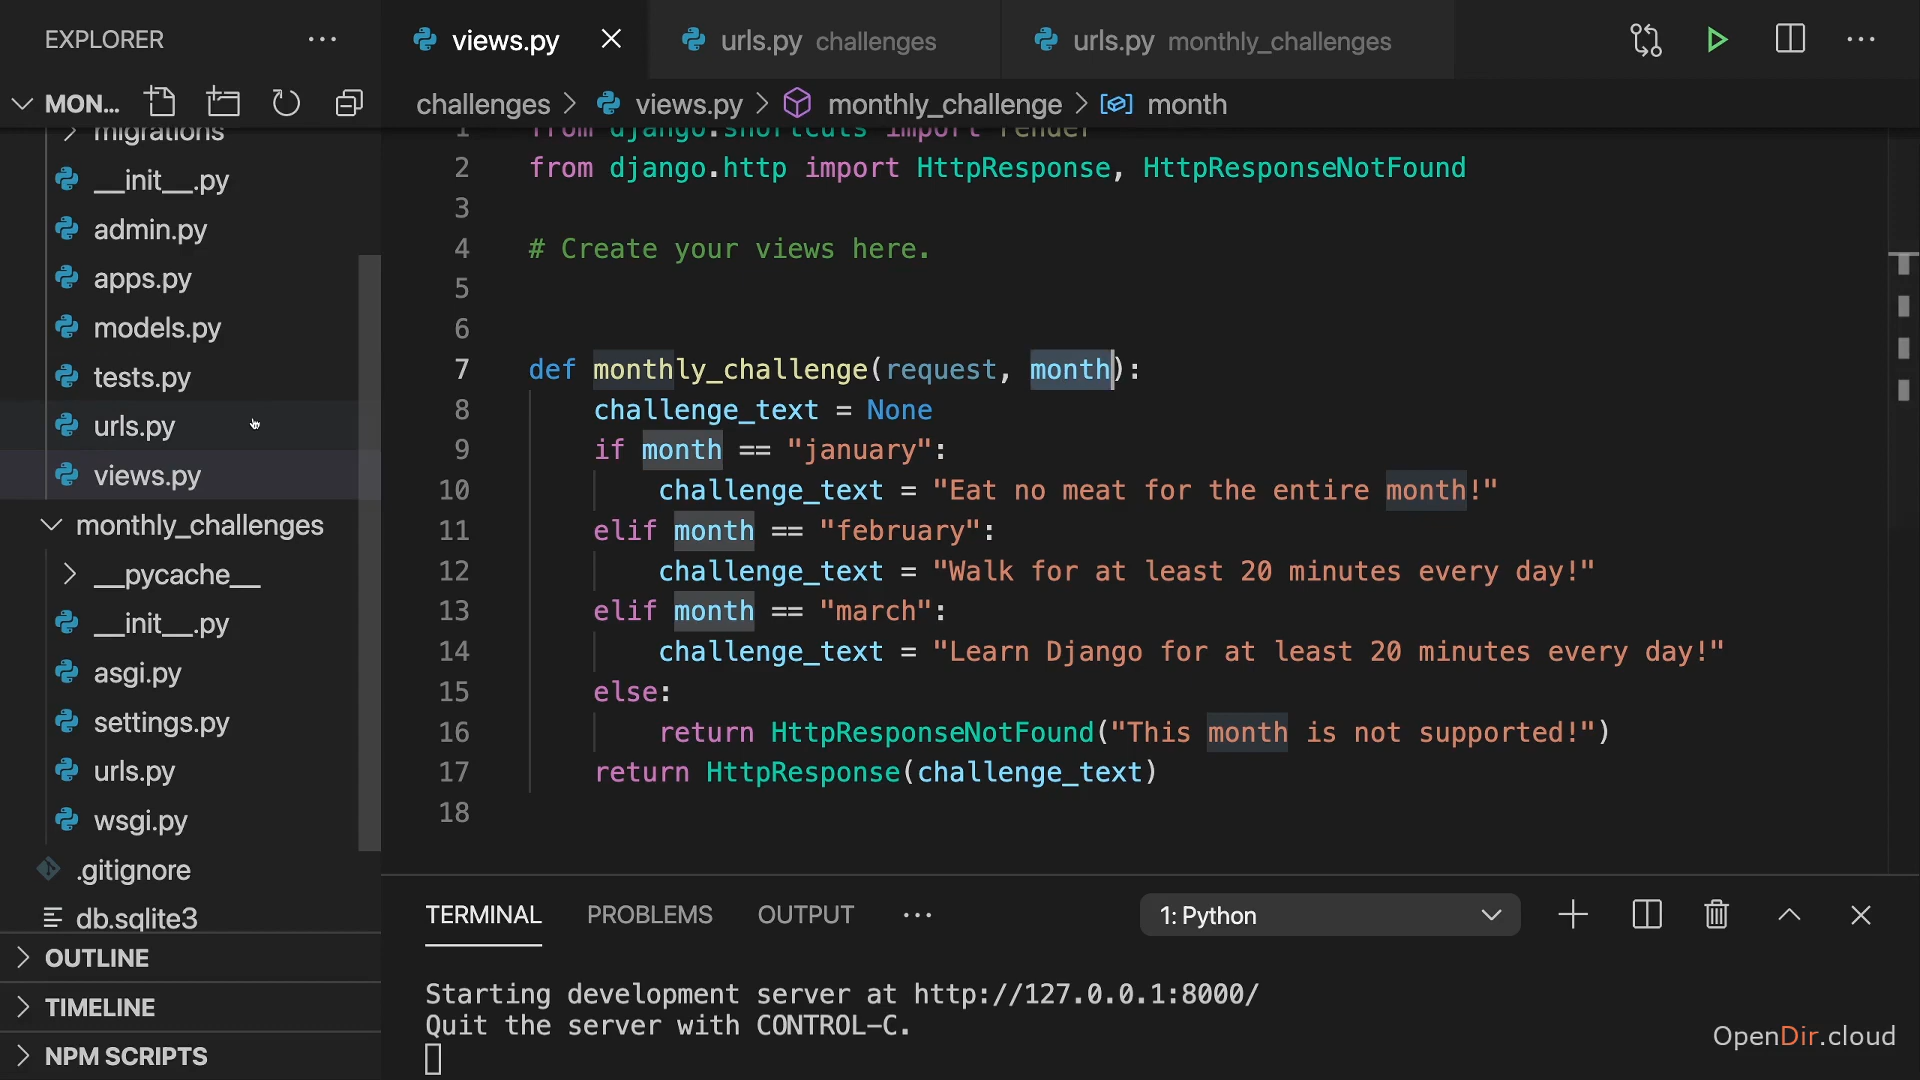 EXPLORER
views.py
urls.py challenges
urls.py monthly_challenges
MON...
challenges > views.py > monthly_challenge > month
migrations
__init__.py
admin.py
apps.py
models.py
tests.py
urls.py
views.py
monthly_challenges
__pycache__
__init__.py
asgi.py
settings.py
urls.py
wsgi.py
.gitignore
db.sqlite3
OUTLINE
TIMELINE
NPM SCRIPTS
1 from django.shortcuts import render
2 from django.http import HttpResponse, HttpResponseNotFound
3
4 # Create your views here.
5
6
7 def monthly_challenge(request, month):
8 challenge_text = None
9 if month == "january":
10 challenge_text = "Eat no meat for the entire month!"
11 elif month == "february":
12 challenge_text = "Walk for at least 20 minutes every day!"
13 elif month == "march":
14 challenge_text = "Learn Django for at least 20 minutes every day!"
15 else:
16 return HttpResponseNotFound("This month is not supported!")
17 return HttpResponse(challenge_text)
18
TERMINAL PROBLEMS OUTPUT
1: Python
Starting development server at http://127.0.0.1:8000/
Quit the server with CONTROL-C.
OpenDir.cloud